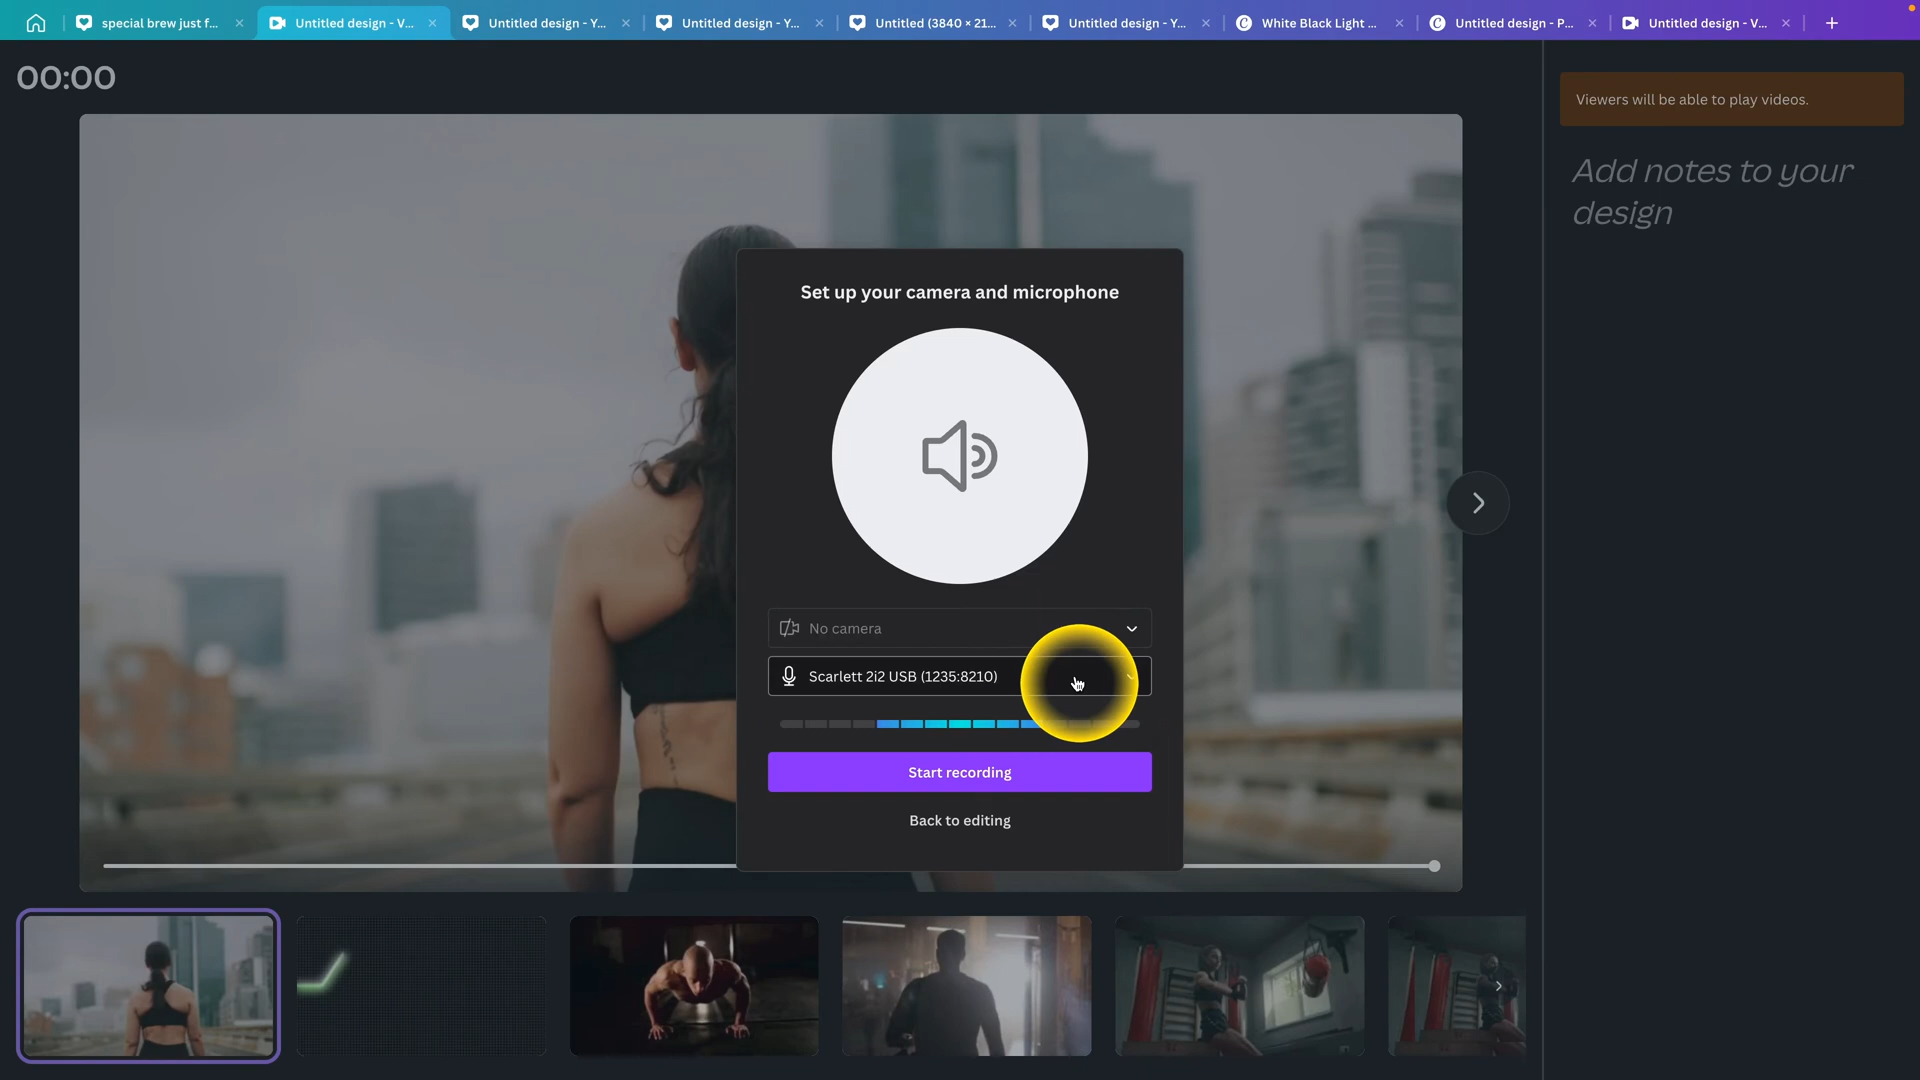 special brew just f...
Untitled design - V...
Untitled design - Y...
Untitled design - Y...
Untitled (3840 × 21...
Untitled design - Y...
White Black Light ...
Untitled design - P...
Untitled design - V...
00:00
Viewers will be able to play videos.
Add notes to your
design
Set up your camera and microphone
No camera
Scarlett 2i2 USB (1235:8210)
Start recording
Back to editing